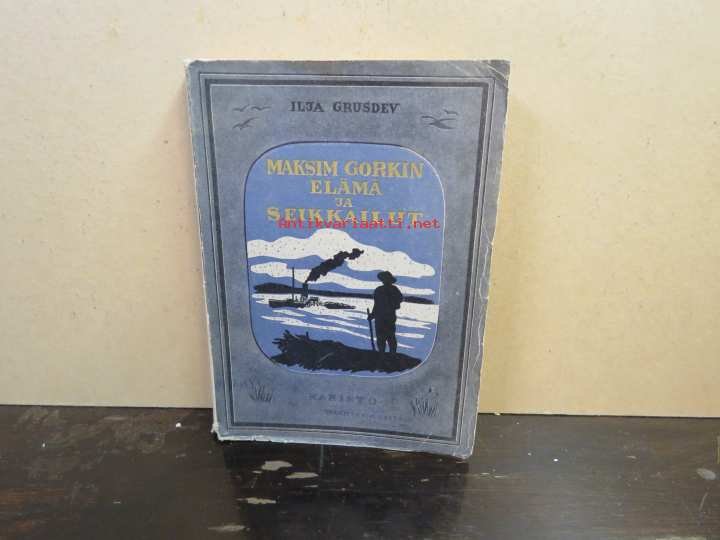 ILJA GRUSDEV
MAKSIM GORKIN
ELÄMÄ
JA
SEIKKAILUT
Antikvariaatti.net
KARISTO